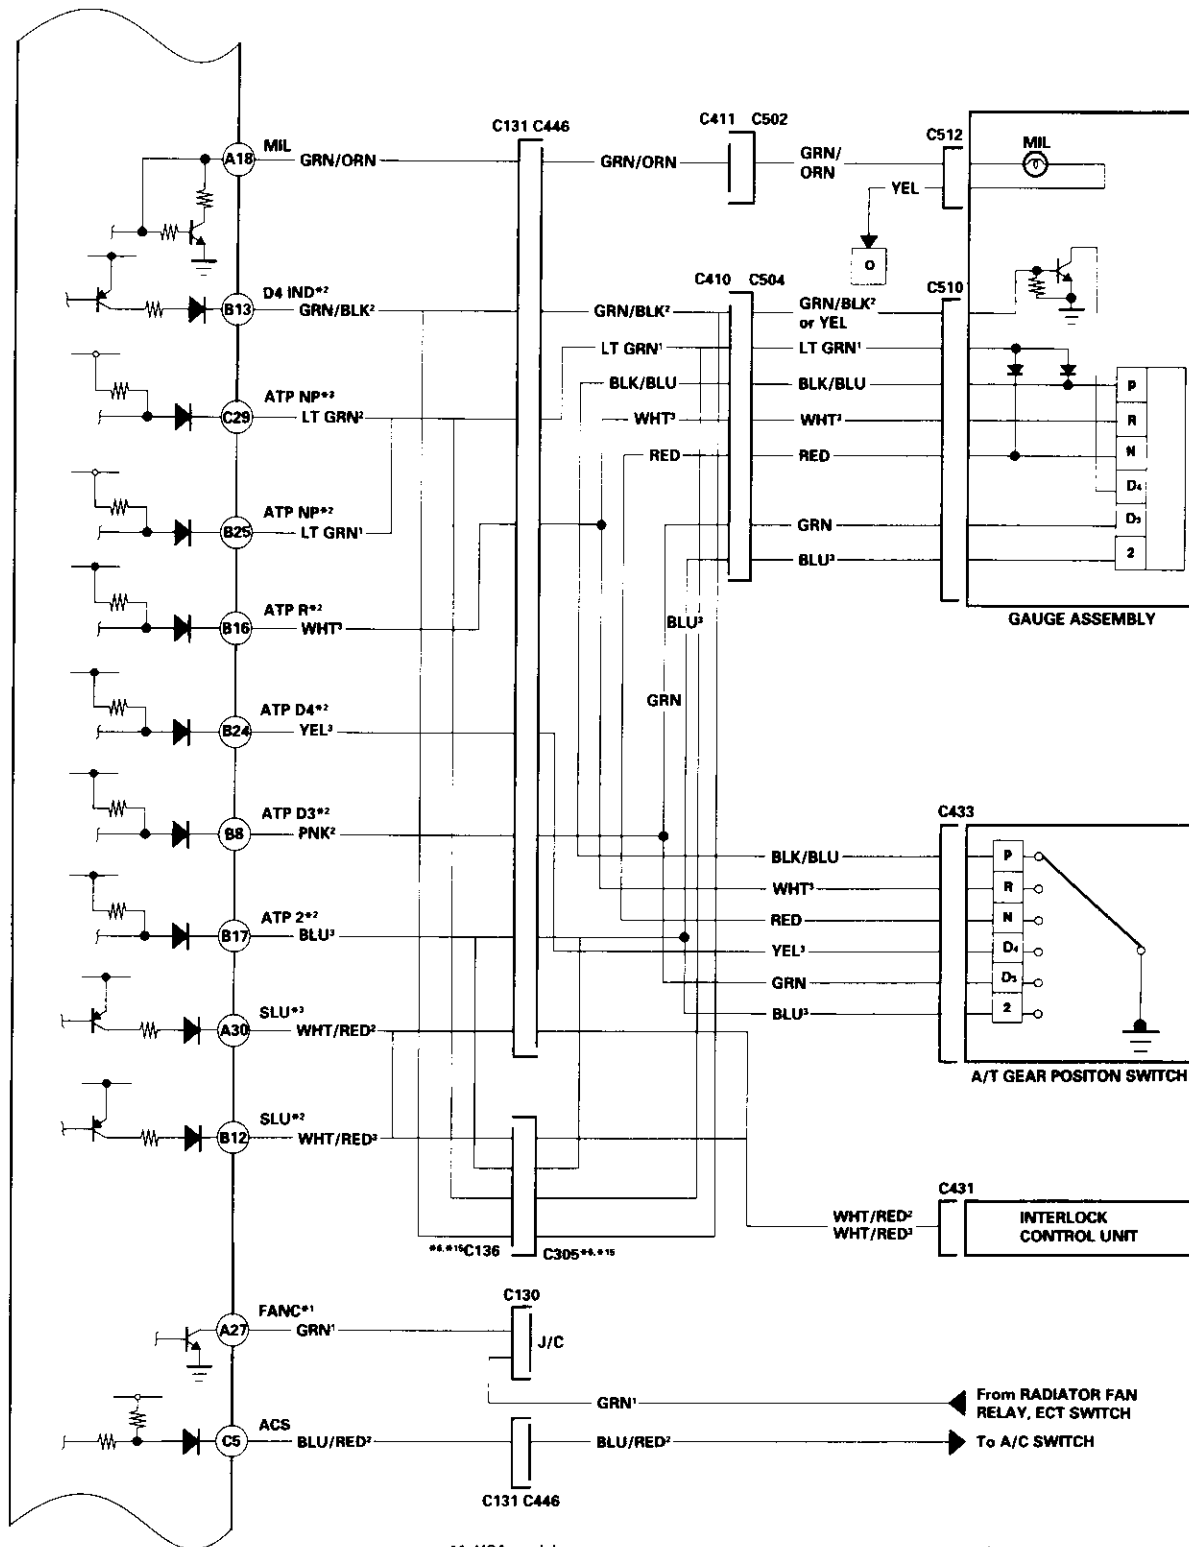 C131 C446
C411 C502
C512
A18
MIL
GRN/ORN
GRN/ORN
GRN/
ORN
MIL
YEL
O
B13
D4 IND*2
GRN/BLK²
GRN/BLK²
C410 C504
GRN/BLK²
or YEL
C510
LT GRN¹
LT GRN¹
BLK/BLU
BLK/BLU
P
C29
ATP NP*3
LT GRN²
WHT³
WHT³
R
RED
RED
N
D4
B25
ATP NP*2
LT GRN¹
GRN
D3
BLU³
2
GAUGE ASSEMBLY
B16
ATP R*2
WHT³
BLU³
GRN
B24
ATP D4*2
YEL³
B8
ATP D3*2
PNK²
C433
BLK/BLU
P
WHT³
R
RED
N
B17
ATP 2*2
BLU³
YEL³
D4
GRN
D3
BLU³
2
A/T GEAR POSITON SWITCH
A30
SLU*3
WHT/RED²
B12
SLU*2
WHT/RED³
C431
WHT/RED²
WHT/RED³
INTERLOCK
CONTROL UNIT
*6,*15C136
C305*6,*15
A27
FANC*1
GRN¹
C130
J/C
GRN¹
From RADIATOR FAN
RELAY, ECT SWITCH
C5
ACS
BLU/RED²
BLU/RED²
To A/C SWITCH
C131 C446